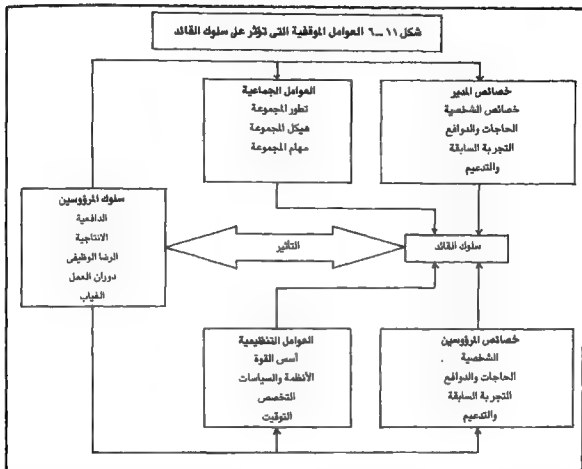 شكل ١١ – ٦ العوامل الموقفية التى تؤثر على سلوك القائد
خصائص المدير
خصائص الشخصية
الحاجات والدوافع
التجربة السابقة
والتدعيم
العوامل الجماعية
تطور المجموعة
هيكل المجموعة
مهام المجموعة
سلوك المرؤوسين
الدافعية
الانتاجية
الرضا الوظيفى
دوران العمل
الغياب
التأثير
سلوك القائد
خصائص المرؤوسين
الشخصية
الحاجات والدوافع
التجربة السابقة
والتدعيم
العوامل التنظيمية
أسس القوة
الأنظمة والسياسات
التخصص
التوقيت